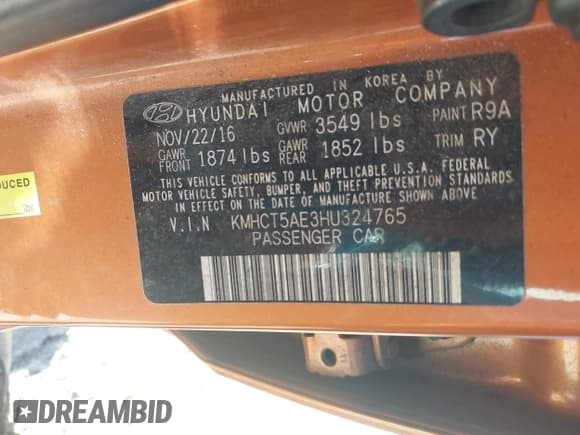 MANUFACTURED IN KOREA BY
HYUNDAI MOTOR COMPANY
NOV/22/16 GVWR 3549 lbs PAINT R9A
GAWR FRONT 1874 lbs GAWR REAR 1852 lbs TRIM RY
THIS VEHICLE CONFORMS TO ALL APPLICABLE U.S.A. FEDERAL
MOTOR VEHICLE SAFETY, BUMPER, AND THEFT PREVENTION STANDARDS
IN EFFECT ON THE DATE OF MANUFACTURE SHOWN ABOVE.
V.I.N KMHCT5AE3HU324765
PASSENGER CAR
DUCED
lbs
DREAMBID